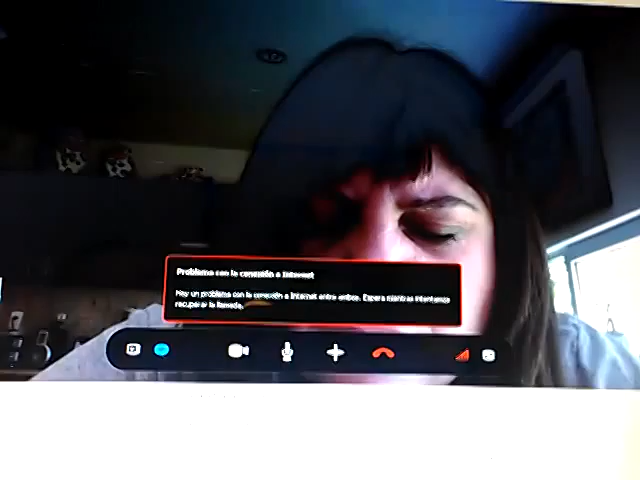 Problema con la conexión a Internet
Hay un problema con la conexión a Internet entre ambos. Espera mientras intentamos
recuperar la llamada.